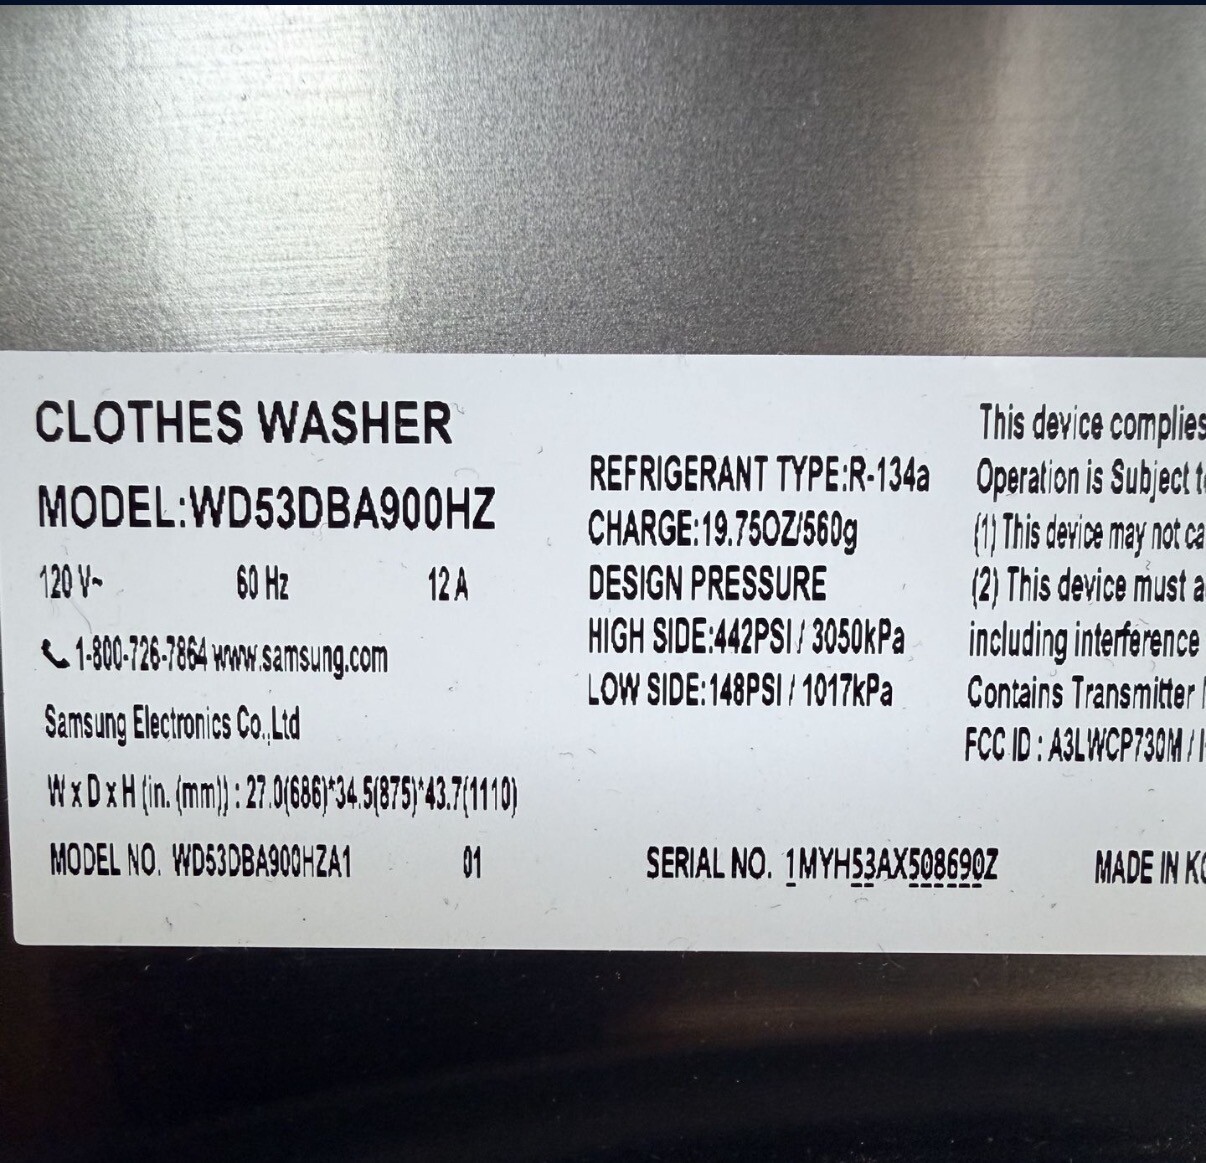 CLOTHES WASHER
MODEL:WD53DBA900HZ
120 V~ 60 Hz 12 A
1-800-726-7864 www.samsung.com
Samsung Electronics Co.,Ltd
W x D x H (in. (mm)) : 27.0(686)*34.5(875)*43.7(1110)
MODEL NO. WD53DBA900HZA1 01
REFRIGERANT TYPE:R-134a
CHARGE:19.75OZ/560g
DESIGN PRESSURE
HIGH SIDE:442PSI / 3050kPa
LOW SIDE:148PSI / 1017kPa
SERIAL NO. 1MYH53AX508690Z
This device complies
Operation is Subject
(1) This device may not
(2) This device must
including interference
Contains Transmitter
FCC ID : A3LWCP730M /
MADE IN